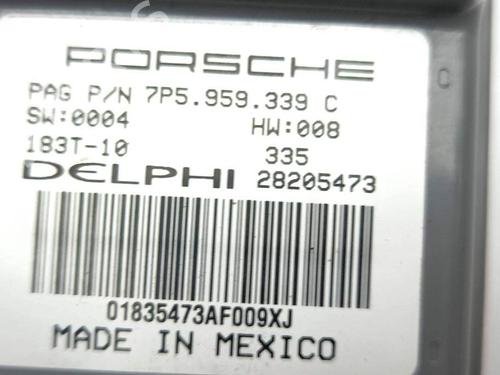 PORSCHE
PAG P/N 7P5.959.339 C
SW:0004 HW:008
183T-10 335
DELPHI 28205473
01835473AF009XJ
MADE IN MEXICO